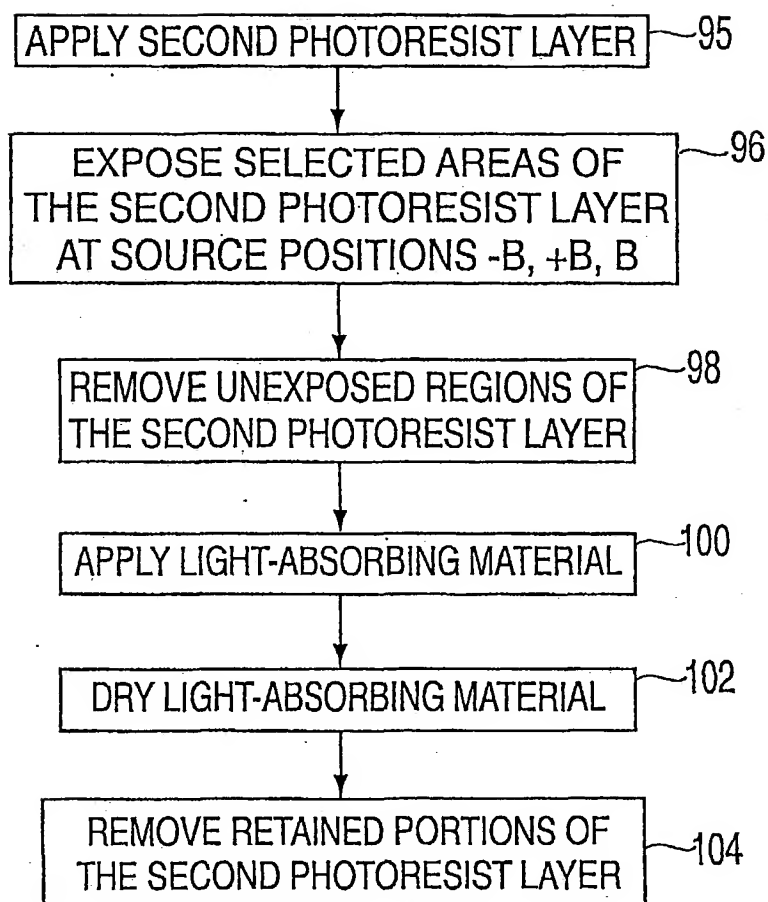 APPLY SECOND PHOTORESIST LAYER 95
EXPOSE SELECTED AREAS OF
THE SECOND PHOTORESIST LAYER
AT SOURCE POSITIONS -B, +B, B
96
REMOVE UNEXPOSED REGIONS OF
THE SECOND PHOTORESIST LAYER
98
APPLY LIGHT-ABSORBING MATERIAL 100
DRY LIGHT-ABSORBING MATERIAL 102
REMOVE RETAINED PORTIONS OF
THE SECOND PHOTORESIST LAYER
104